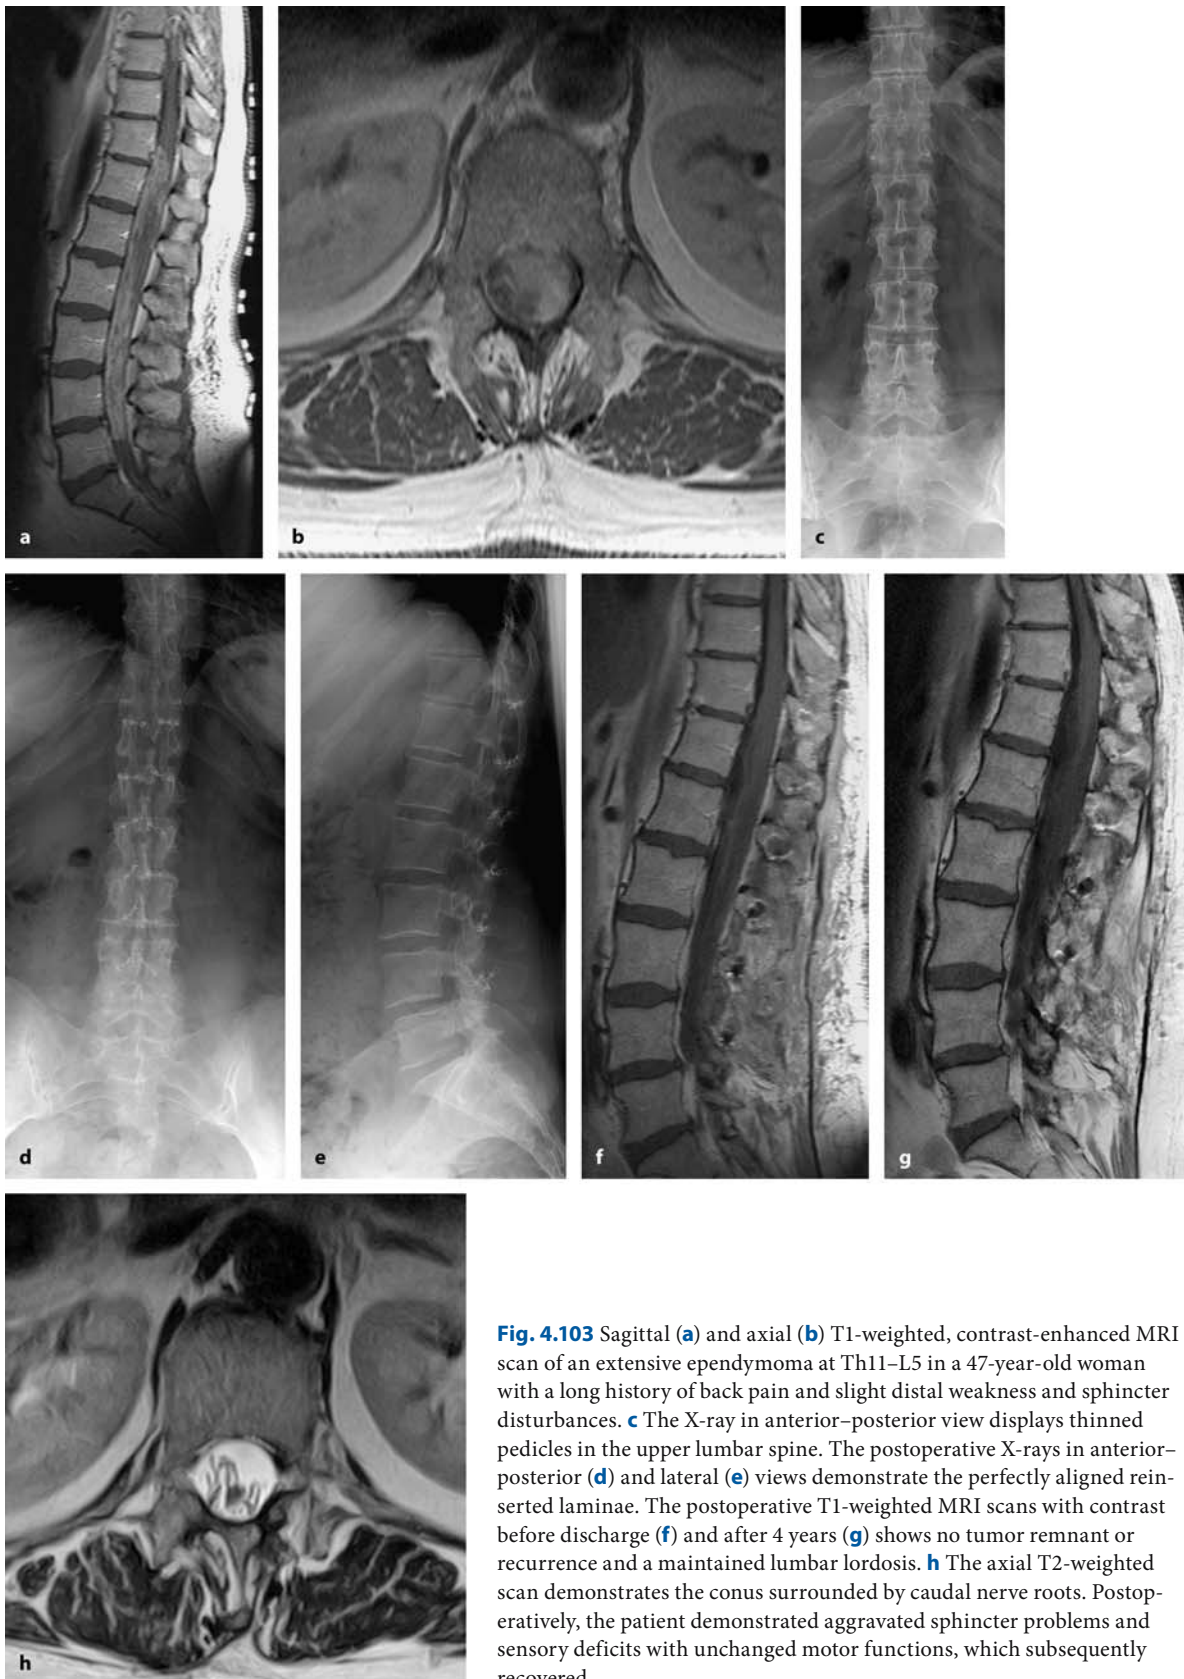 a
b
c
d
e
f
g
h
Fig. 4.103 Sagittal (a) and axial (b) T1-weighted, contrast-enhanced MRI
scan of an extensive ependymoma at Th11–L5 in a 47-year-old woman
with a long history of back pain and slight distal weakness and sphincter
disturbances. c The X-ray in anterior–posterior view displays thinned
pedicles in the upper lumbar spine. The postoperative X-rays in anterior–
posterior (d) and lateral (e) views demonstrate the perfectly aligned rein-
serted laminae. The postoperative T1-weighted MRI scans with contrast
before discharge (f) and after 4 years (g) shows no tumor remnant or
recurrence and a maintained lumbar lordosis. h The axial T2-weighted
scan demonstrates the conus surrounded by caudal nerve roots. Postop-
eratively, the patient demonstrated aggravated sphincter problems and
sensory deficits with unchanged motor functions, which subsequently
recovered